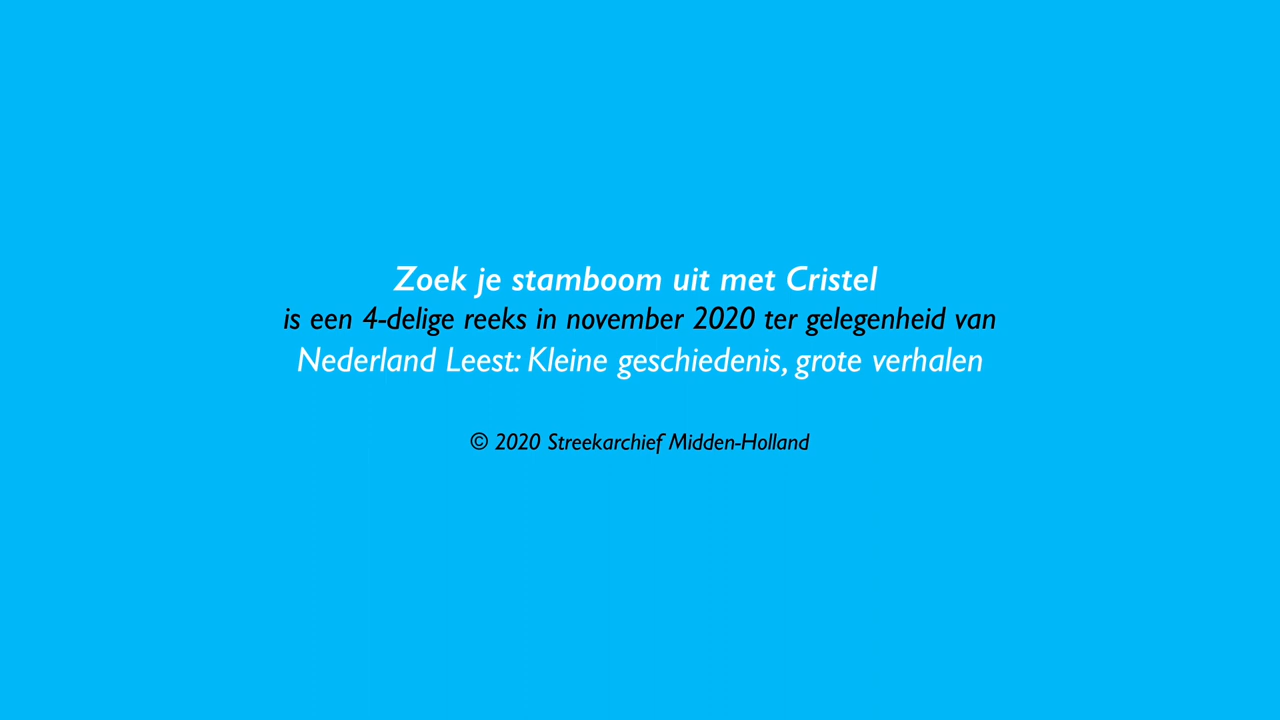 Zoek je stamboom uit met Cristel
is een 4-delige reeks in november 2020 ter gelegenheid van
Nederland Leest: Kleine geschiedenis, grote verhalen
© 2020 Streekarchief Midden-Holland